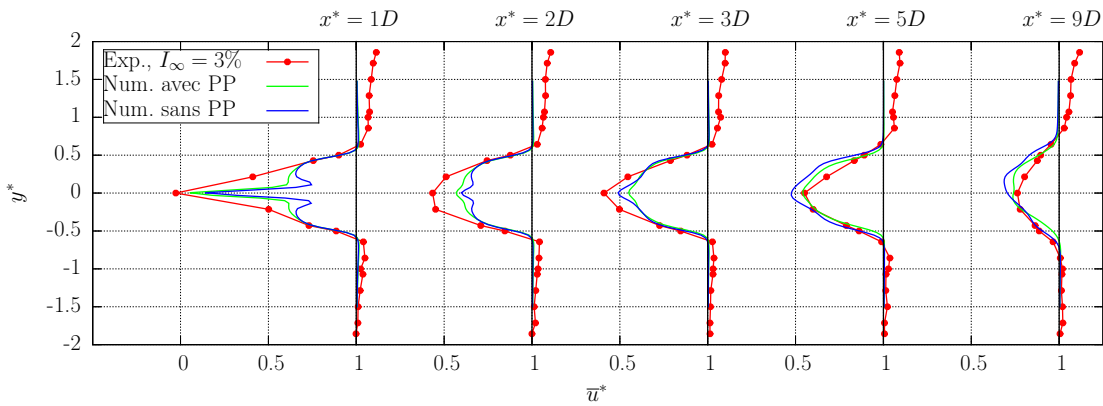 x* = 1D x* = 2D x* = 3D x* = 5D x* = 9D
Exp., I∞ = 3%
Num. avec PP
Num. sans PP
2
1.5
1
0.5
0
-0.5
-1
-1.5
-2
y*
0 0.5 1 0.5 1 0.5 1 0.5 1 0.5 1
u̅*